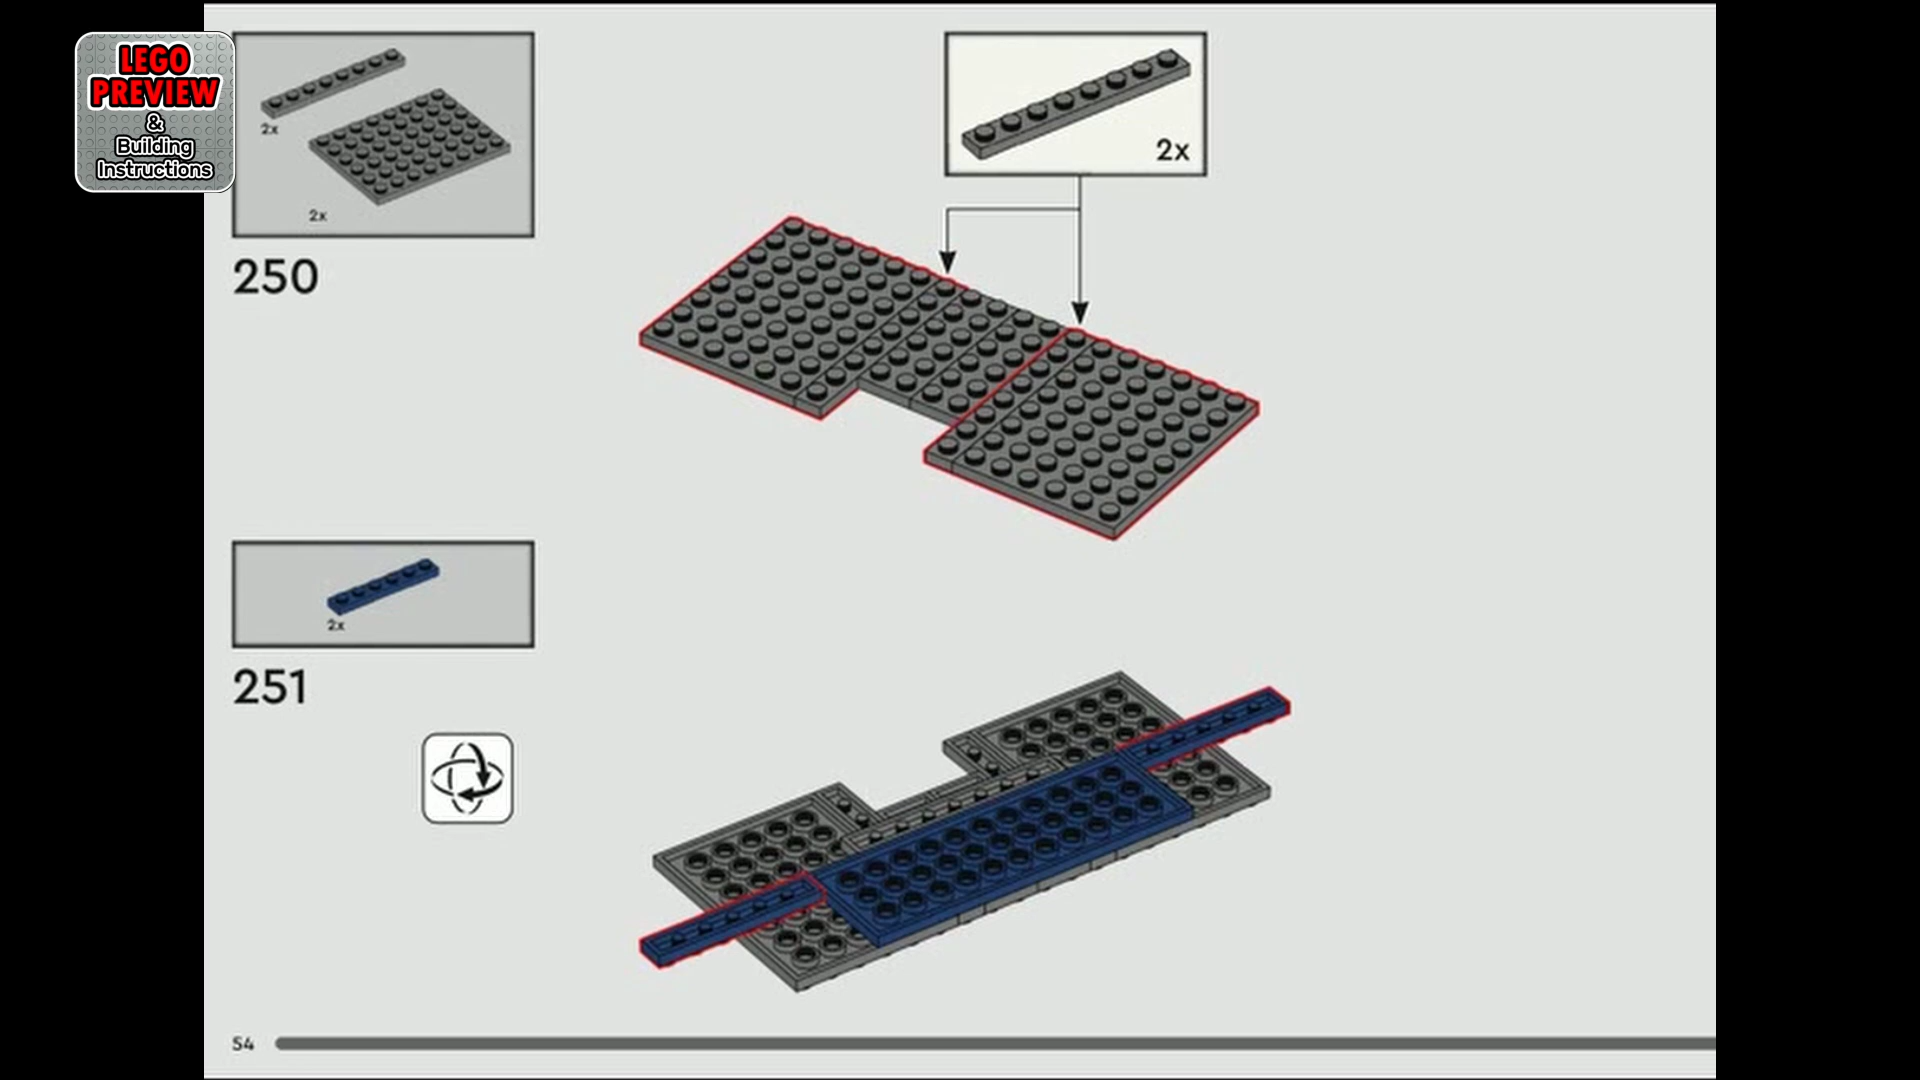 LEGO
PREVIEW
&
Building
Instructions
2x
2x
250
2x
2x
251
54